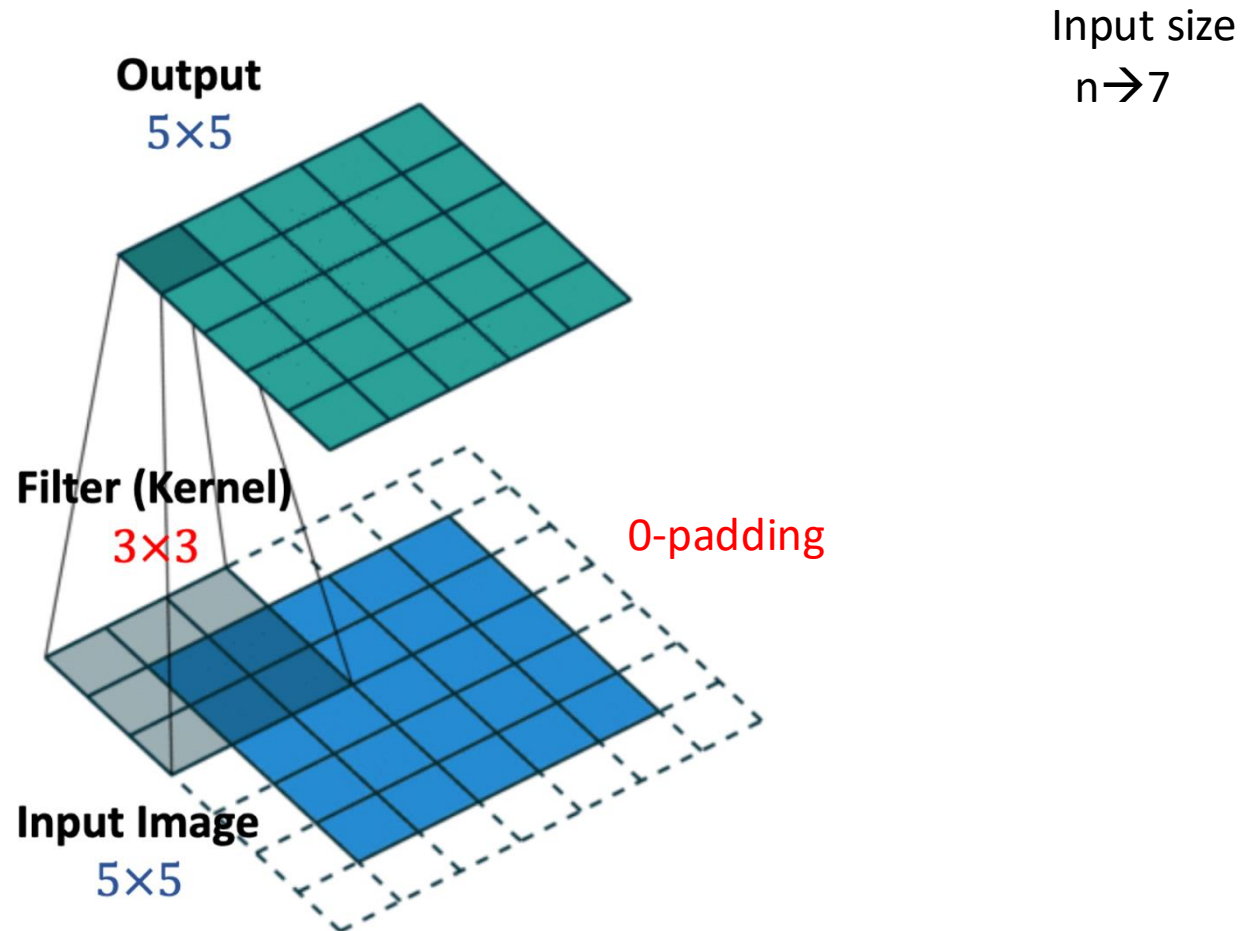 Input size
n→7
Output
5×5
Filter (Kernel)
3×3
0-padding
Input Image
5×5